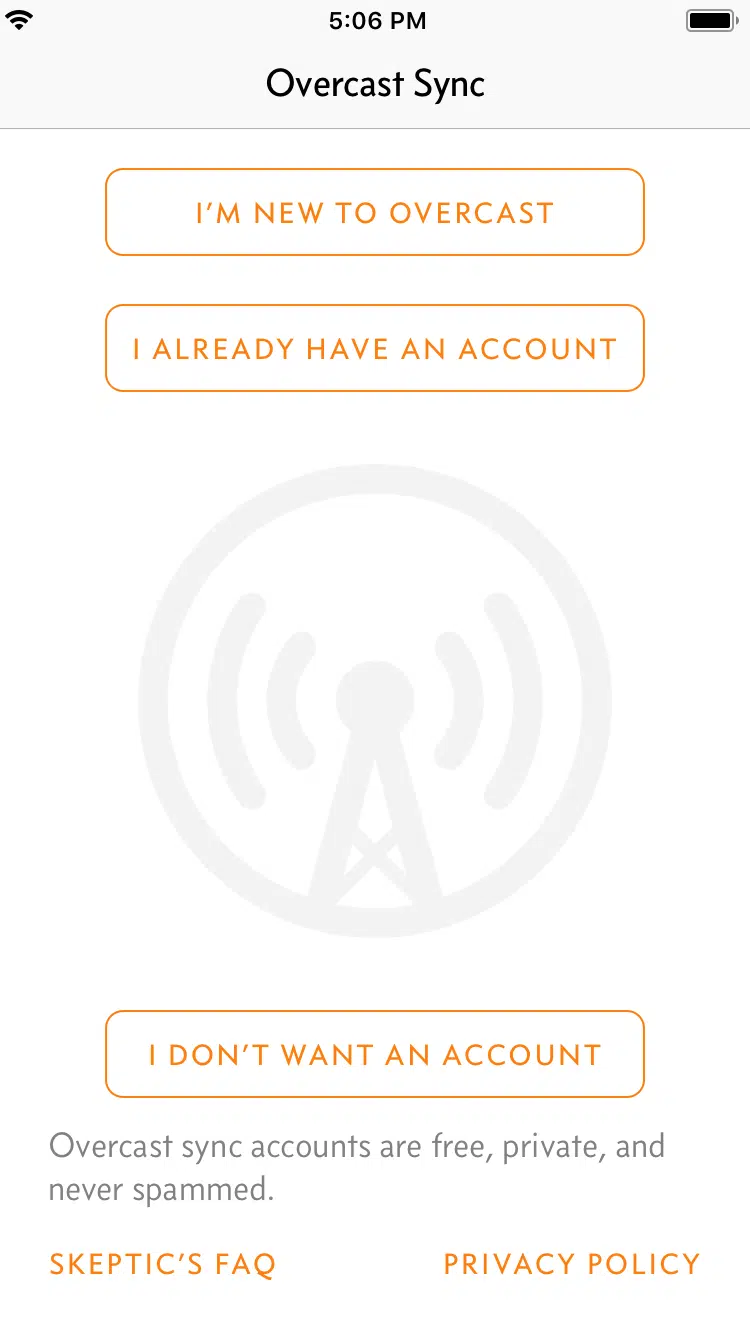 5:06 PM
Overcast Sync
I’M NEW TO OVERCAST
I ALREADY HAVE AN ACCOUNT
I DON’T WANT AN ACCOUNT
Overcast sync accounts are free, private, and
never spammed.
SKEPTIC’S FAQ
PRIVACY POLICY